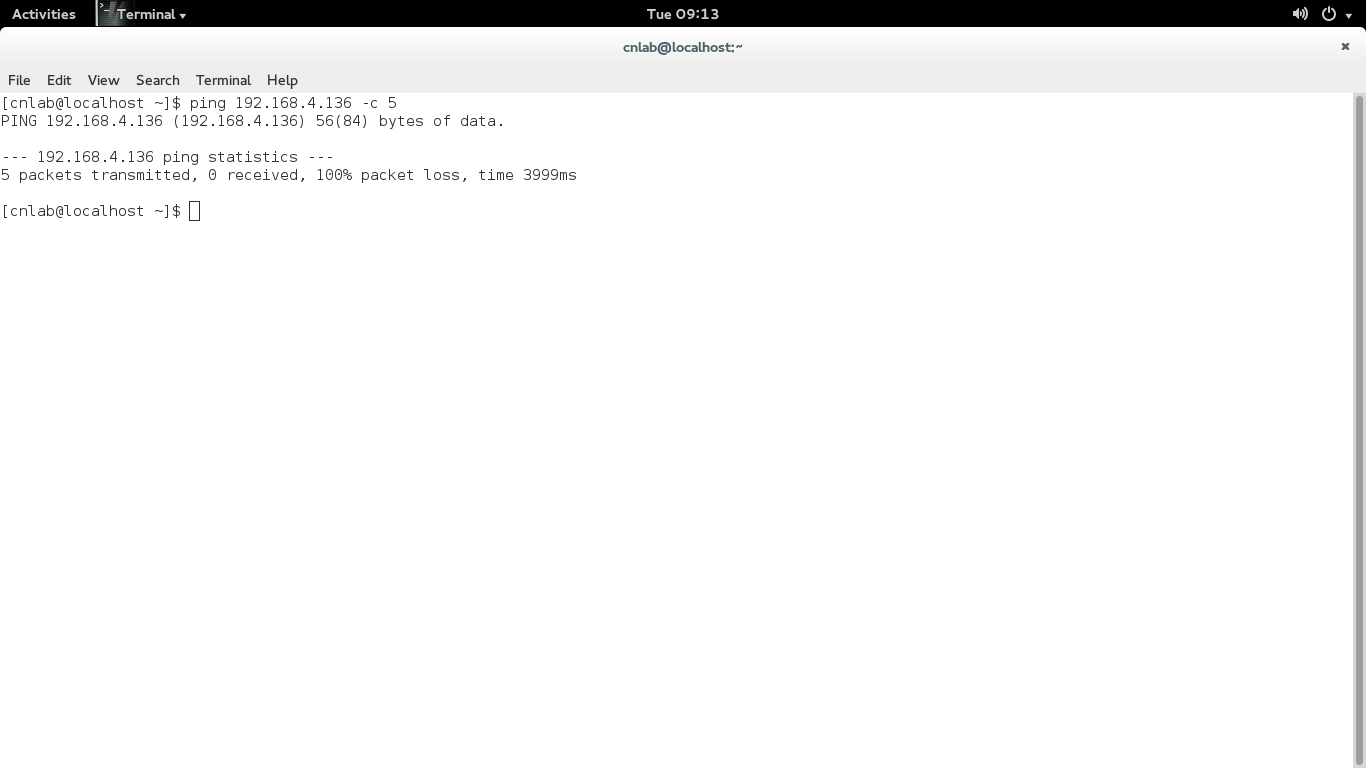 Activities Terminal Tue 09:13
cnlab@localhost:~
File Edit View Search Terminal Help
[cnlab@localhost ~]$ ping 192.168.4.136 -c 5
PING 192.168.4.136 (192.168.4.136) 56(84) bytes of data.
--- 192.168.4.136 ping statistics ---
5 packets transmitted, 0 received, 100% packet loss, time 3999ms
[cnlab@localhost ~]$